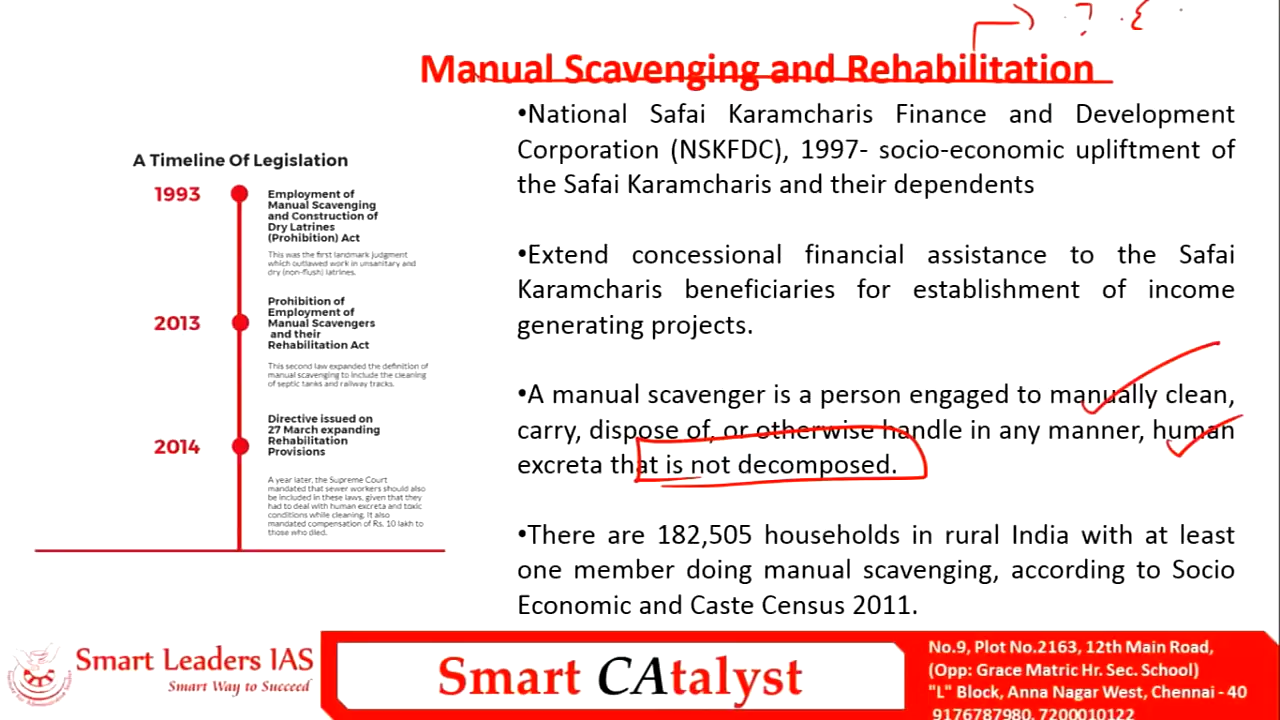 Manual Scavenging and Rehabilitation
A Timeline Of Legislation
1993
Employment of
Manual Scavenging
and Construction of
Dry Latrines
(Prohibition) Act
This was the first landmark judgment
which outlawed work in unsanitary and
dry (non-flush) latrines.
2013
Prohibition of
Employment of
Manual Scavengers
and their
Rehabilitation Act
This second law expanded the definition of
manual scavenging to include the cleaning
of septic tanks and railway tracks.
2014
Directive issued on
27 March expanding
Rehabilitation
Provisions
A year later, the Supreme Court
mandated that sewer workers should also
be included in these laws, given that they
had to deal with human excreta and toxic
conditions while cleaning. It also
mandated compensation of Rs. 10 lakh to
those who died.
•National Safai Karamcharis Finance and Development
Corporation (NSKFDC), 1997- socio-economic upliftment of
the Safai Karamcharis and their dependents
•Extend concessional financial assistance to the Safai
Karamcharis beneficiaries for establishment of income
generating projects.
•A manual scavenger is a person engaged to manually clean,
carry, dispose of, or otherwise handle in any manner, human
excreta that is not decomposed.
•There are 182,505 households in rural India with at least
one member doing manual scavenging, according to Socio
Economic and Caste Census 2011.
Smart Leaders IAS
Smart Way to Succeed
Smart CAtalyst
No.9, Plot No.2163, 12th Main Road,
(Opp: Grace Matric Hr. Sec. School)
"L" Block, Anna Nagar West, Chennai - 40
9176787980, 7200010122